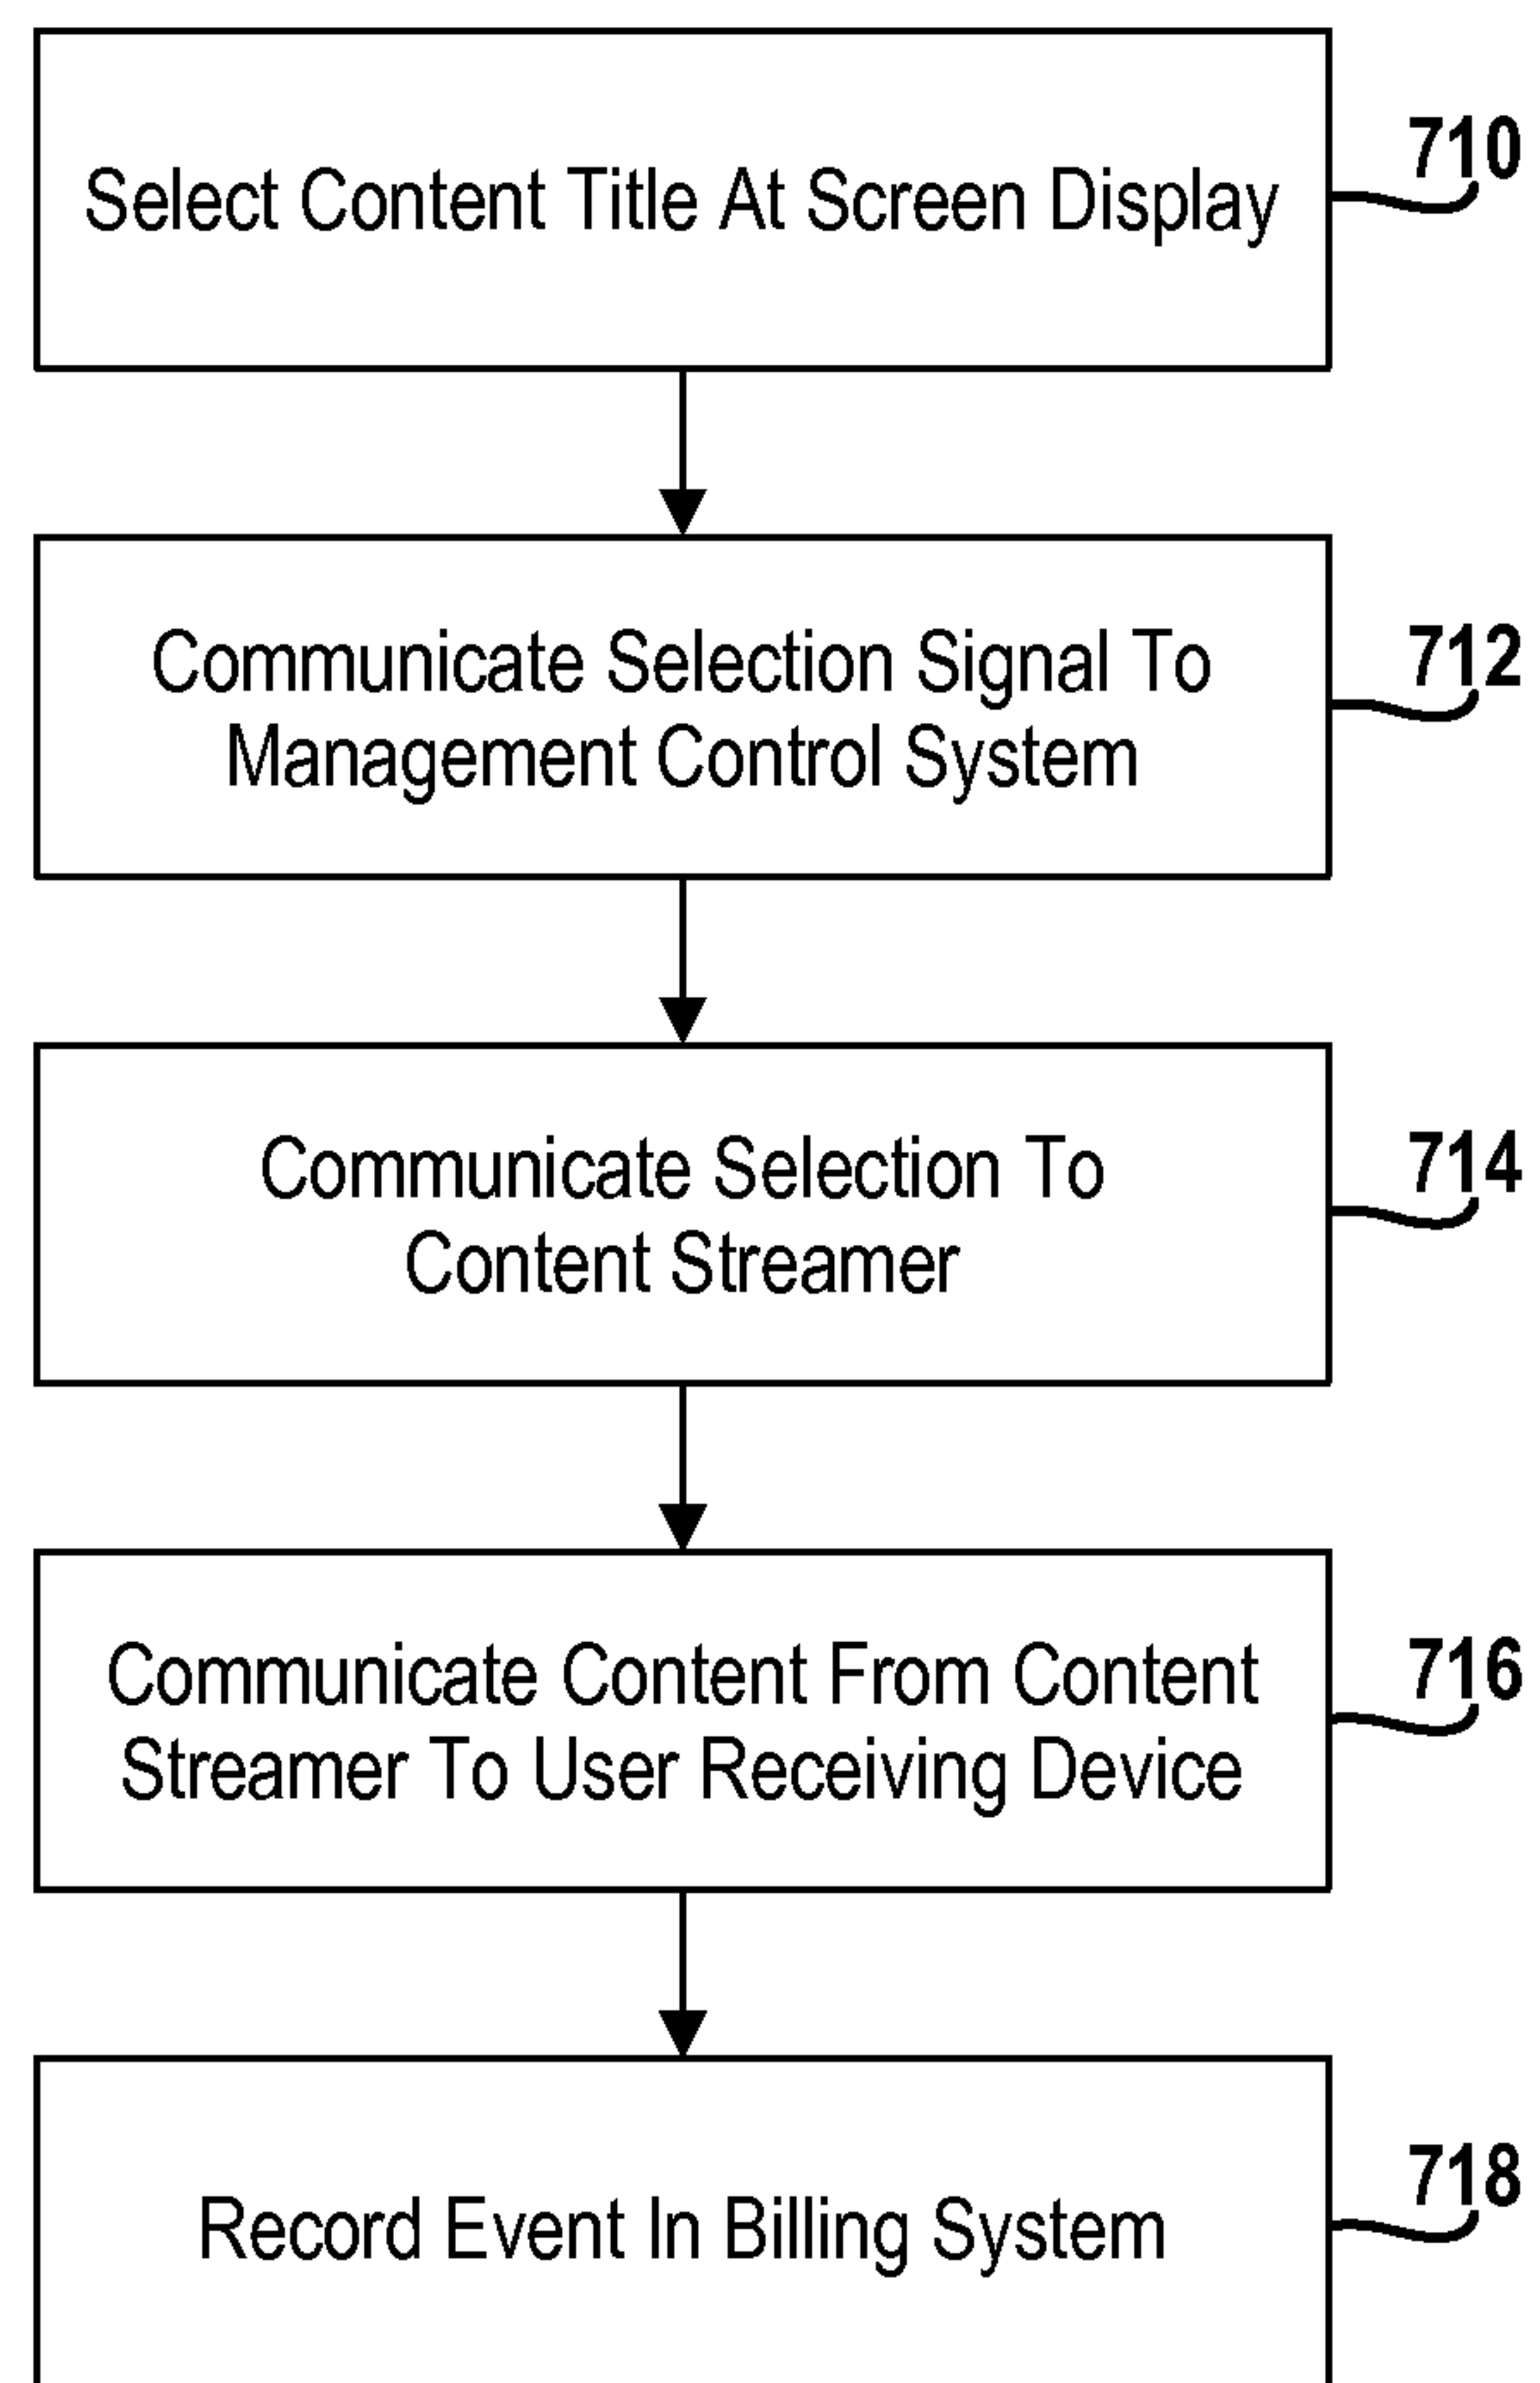 Select Content Title At Screen Display
710
Communicate Selection Signal To
Management Control System
712
Communicate Selection To
Content Streamer
714
Communicate Content From Content
Streamer To User Receiving Device
716
Record Event In Billing System
718